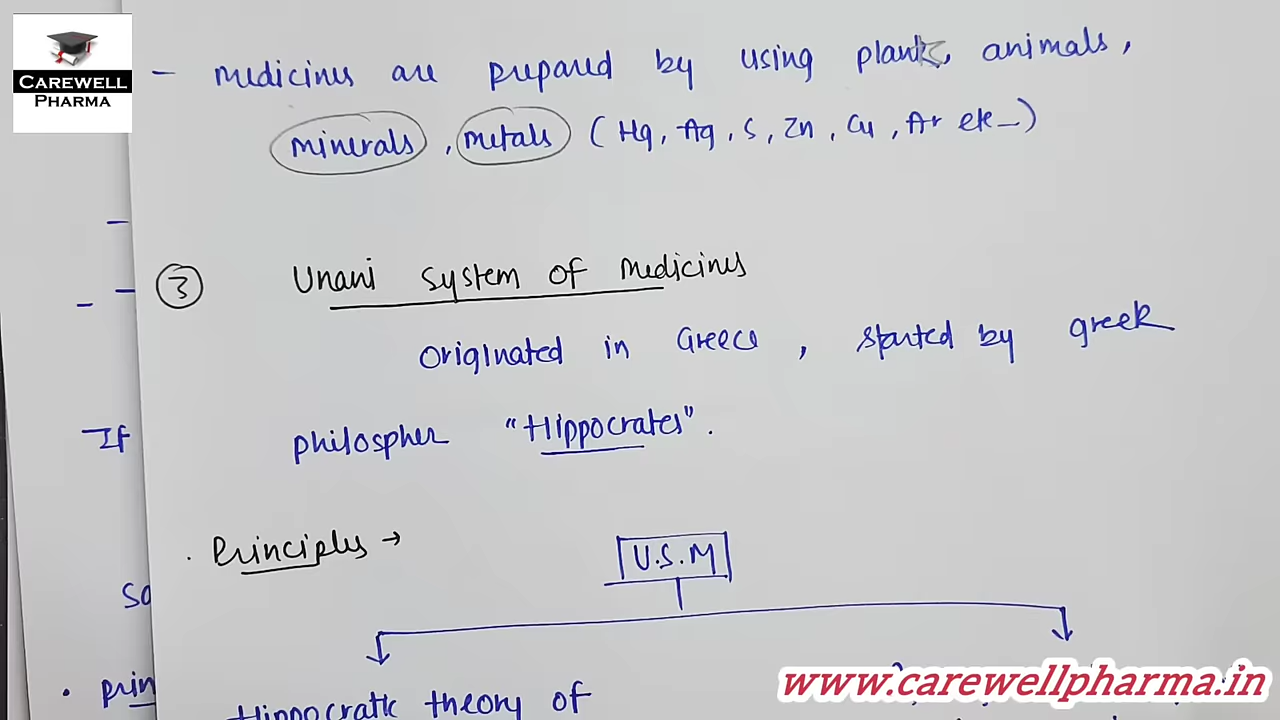 CAREWELL
PHARMA
- medicines are prepared by using plants, animals,
minerals, metals (Hg, Ag, S, Zn, Cu, Ar etc—)
③ Unani system of medicines
originated in Greece, started by greek
philospher "Hippocrates".
If
· Principles →
U.S.M
so
· prin
Hippocratic theory of
www.carewellpharma.in